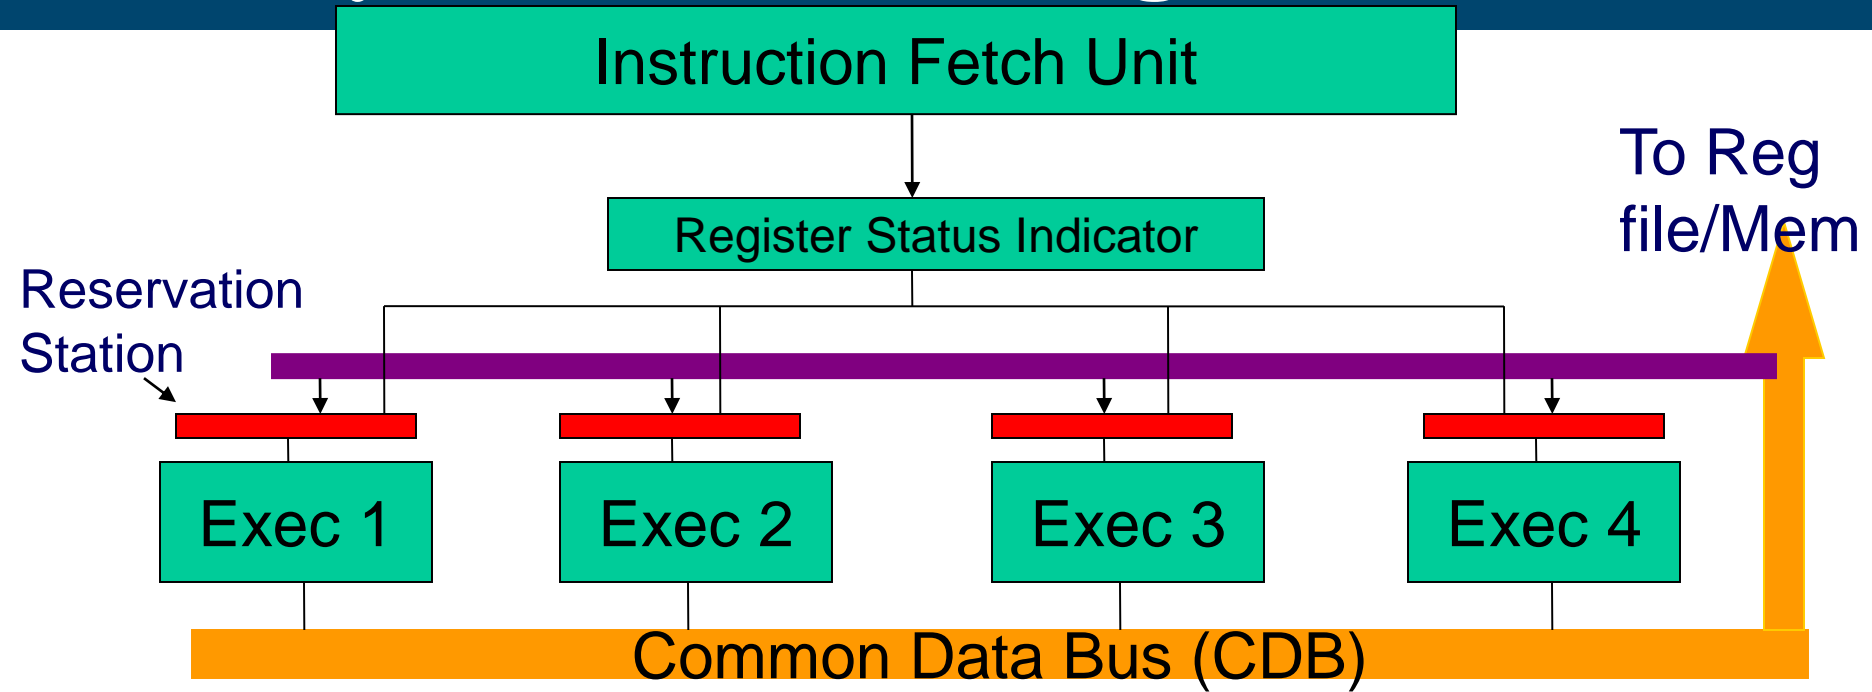 Instruction Fetch Unit
To Reg
file/Mem
Register Status Indicator
Reservation
Station
Exec 1
Exec 2
Exec 3
Exec 4
Common Data Bus (CDB)